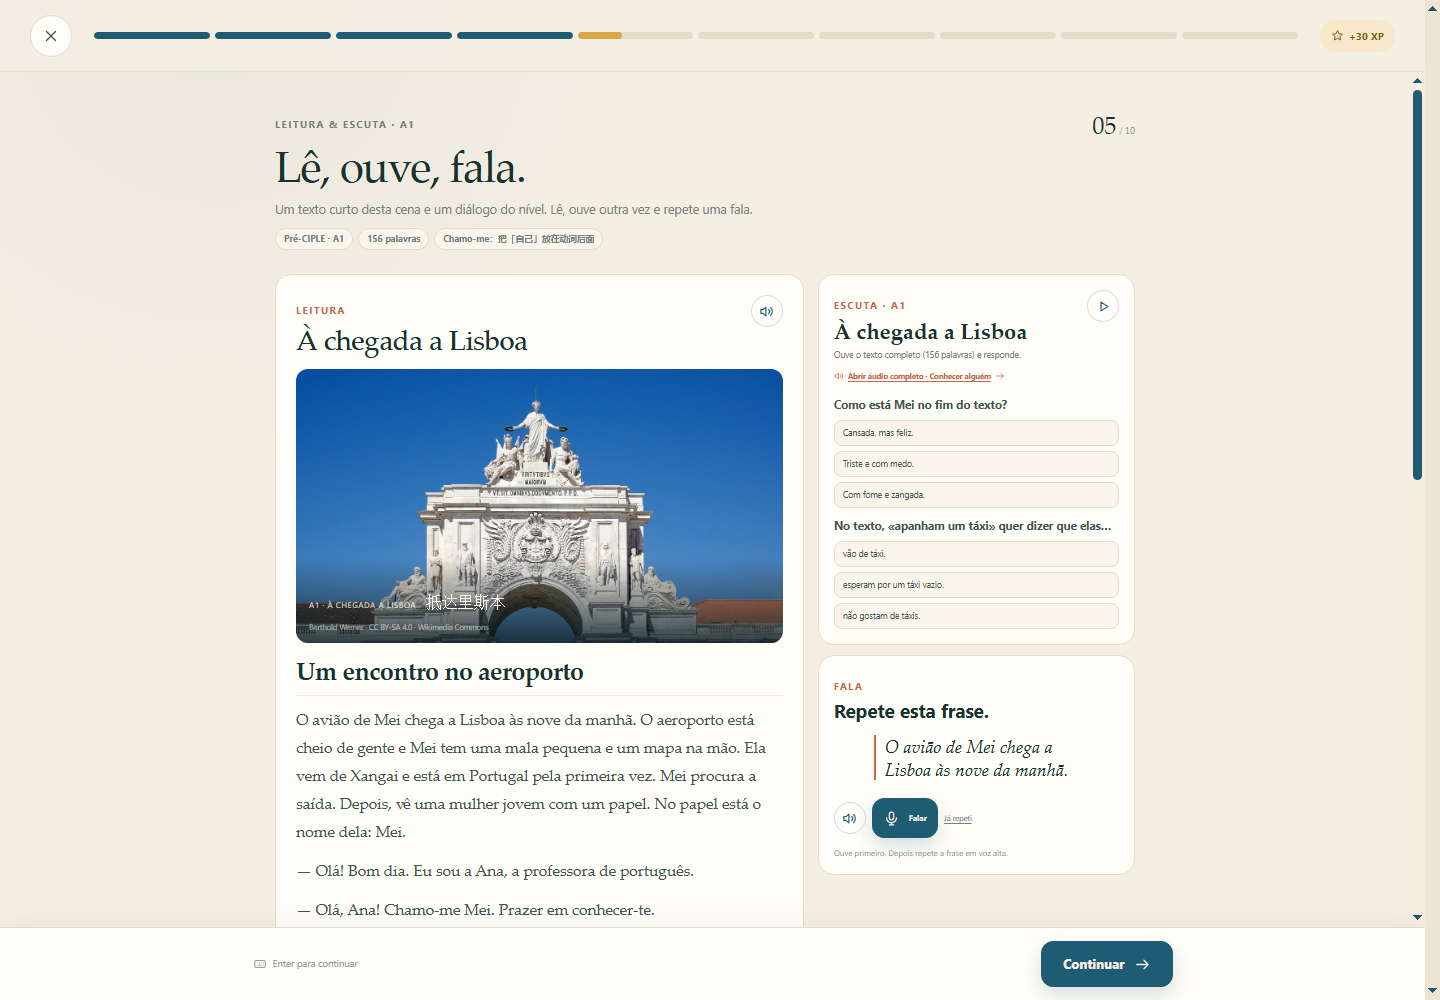 +30 XP
LEITURA & ESCUTA · A1
05 / 10
Lê, ouve, fala.
Um texto curto desta cena e um diálogo do nível. Lê, ouve outra vez e repete uma fala.
Pré-CIPLE · A1
156 palavras
Chamo-me：把「自己」放在动词后面
LEITURA
À chegada a Lisboa
VIRTVTIBVS
MAIORVM
VT·SIT·OMNIBVS·DOCVMENTO·P·P·D·
A1 · À CHEGADA A LISBOA 抵达里斯本
Barthold Werner · CC BY-SA 4.0 · Wikimedia Commons
Um encontro no aeroporto
O avião de Mei chega a Lisboa às nove da manhã. O aeroporto está
cheio de gente e Mei tem uma mala pequena e um mapa na mão. Ela
vem de Xangai e está em Portugal pela primeira vez. Mei procura a
saída. Depois, vê uma mulher jovem com um papel. No papel está o
nome dela: Mei.
— Olá! Bom dia. Eu sou a Ana, a professora de português.
— Olá, Ana! Chamo-me Mei. Prazer em conhecer-te.
ESCUTA · A1
À chegada a Lisboa
Ouve o texto completo (156 palavras) e responde.
Abrir áudio completo · Conhecer alguém →
Como está Mei no fim do texto?
Cansada, mas feliz.
Triste e com medo.
Com fome e zangada.
No texto, «apanham um táxi» quer dizer que elas…
vão de táxi.
esperam por um táxi vazio.
não gostam de táxis.
FALA
Repete esta frase.
O avião de Mei chega a
Lisboa às nove da manhã.
Falar
Já repeti
Ouve primeiro. Depois repete a frase em voz alta.
Enter para continuar
Continuar →